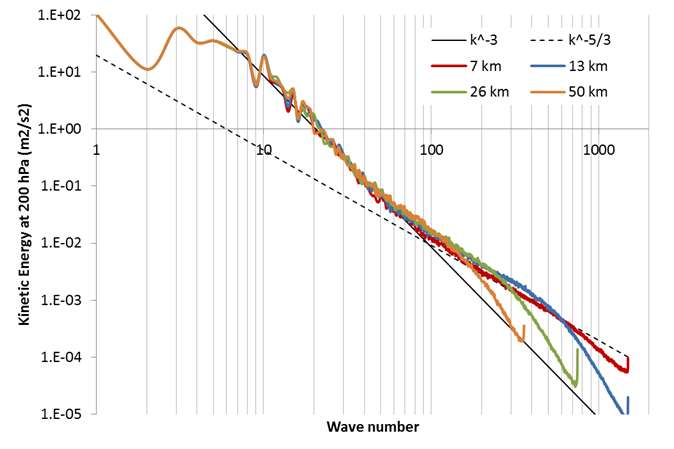 1.E+02
k^-3
k^-5/3
7 km
13 km
1.E+01
26 km
50 km
1.E+00
1
10
100
1000
1.E-01
1.E-02
1.E-03
1.E-04
1.E-05
Kinetic Energy at 200 hPa (m2/s2)
Wave number